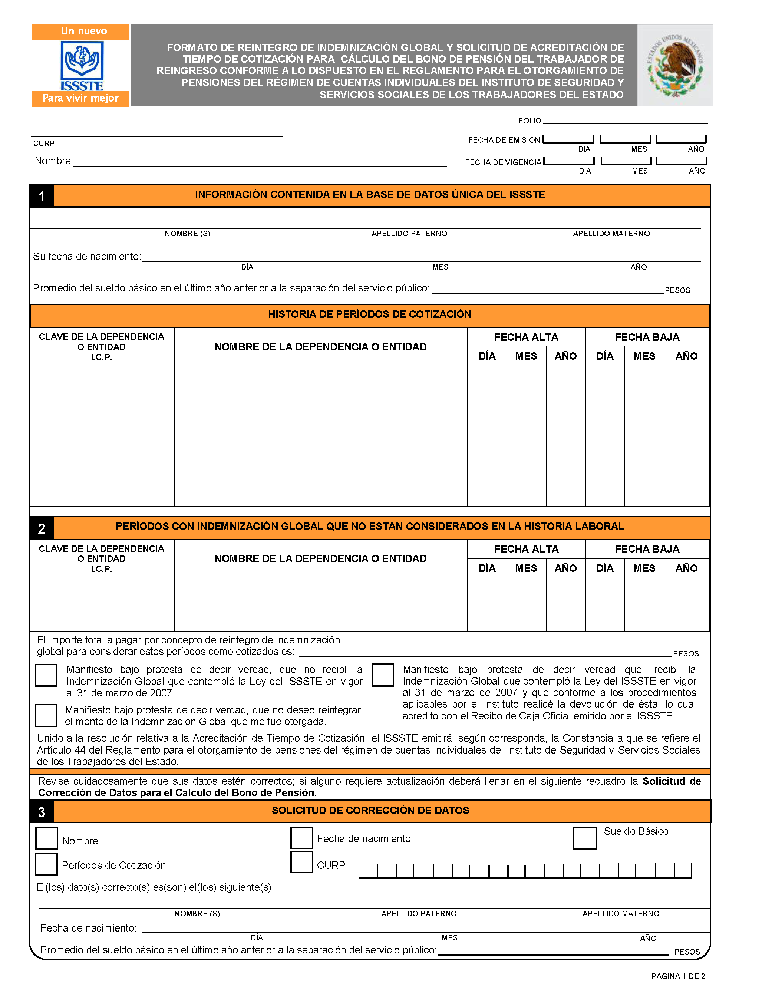 Un nuevo
ISSSTE
Para vivir mejor
FORMATO DE REINTEGRO DE INDEMNIZACIÓN GLOBAL Y SOLICITUD DE ACREDITACIÓN DE
TIEMPO DE COTIZACIÓN PARA CÁLCULO DEL BONO DE PENSIÓN DEL TRABAJADOR DE
REINGRESO CONFORME A LO DISPUESTO EN EL REGLAMENTO PARA EL OTORGAMIENTO DE
PENSIONES DEL RÉGIMEN DE CUENTAS INDIVIDUALES DEL INSTITUTO DE SEGURIDAD Y
SERVICIOS SOCIALES DE LOS TRABAJADORES DEL ESTADO
ESTADOS UNIDOS MEXICANOS
FOLIO
CURP
FECHA DE EMISIÓN
DÍA MES AÑO
Nombre:
FECHA DE VIGENCIA
DÍA MES AÑO
1 INFORMACIÓN CONTENIDA EN LA BASE DE DATOS ÚNICA DEL ISSSTE
NOMBRE (S) APELLIDO PATERNO APELLIDO MATERNO
Su fecha de nacimiento:
DÍA MES AÑO
Promedio del sueldo básico en el último año anterior a la separación del servicio público: PESOS
HISTORIA DE PERÍODOS DE COTIZACIÓN
CLAVE DE LA DEPENDENCIA
O ENTIDAD
I.C.P.
NOMBRE DE LA DEPENDENCIA O ENTIDAD
FECHA ALTA FECHA BAJA
DÍA MES AÑO DÍA MES AÑO
2 PERÍODOS CON INDEMNIZACIÓN GLOBAL QUE NO ESTÁN CONSIDERADOS EN LA HISTORIA LABORAL
CLAVE DE LA DEPENDENCIA
O ENTIDAD
I.C.P.
NOMBRE DE LA DEPENDENCIA O ENTIDAD
FECHA ALTA FECHA BAJA
DÍA MES AÑO DÍA MES AÑO
El importe total a pagar por concepto de reintegro de indemnización
global para considerar estos períodos como cotizados es: PESOS
Manifiesto bajo protesta de decir verdad, que no recibí la
Indemnización Global que contempló la Ley del ISSSTE en vigor
al 31 de marzo de 2007.
Manifiesto bajo protesta de decir verdad, que no deseo reintegrar
el monto de la Indemnización Global que me fue otorgada.
Manifiesto bajo protesta de decir verdad que, recibí la
Indemnización Global que contempló la Ley del ISSSTE en vigor
al 31 de marzo de 2007 y que conforme a los procedimientos
aplicables por el Instituto realicé la devolución de ésta, lo cual
acredito con el Recibo de Caja Oficial emitido por el ISSSTE.
Unido a la resolución relativa a la Acreditación de Tiempo de Cotización, el ISSSTE emitirá, según corresponda, la Constancia a que se refiere el
Artículo 44 del Reglamento para el otorgamiento de pensiones del régimen de cuentas individuales del Instituto de Seguridad y Servicios Sociales
de los Trabajadores del Estado.
Revise cuidadosamente que sus datos estén correctos; si alguno requiere actualización deberá llenar en el siguiente recuadro la Solicitud de
Corrección de Datos para el Cálculo del Bono de Pensión.
3 SOLICITUD DE CORRECCIÓN DE DATOS
Nombre Fecha de nacimiento Sueldo Básico
Períodos de Cotización CURP
El(los) dato(s) correcto(s) es(son) el(los) siguiente(s)
NOMBRE (S) APELLIDO PATERNO APELLIDO MATERNO
Fecha de nacimiento:
DÍA MES AÑO
Promedio del sueldo básico en el último año anterior a la separación del servicio público: PESOS
PÁGINA 1 DE 2